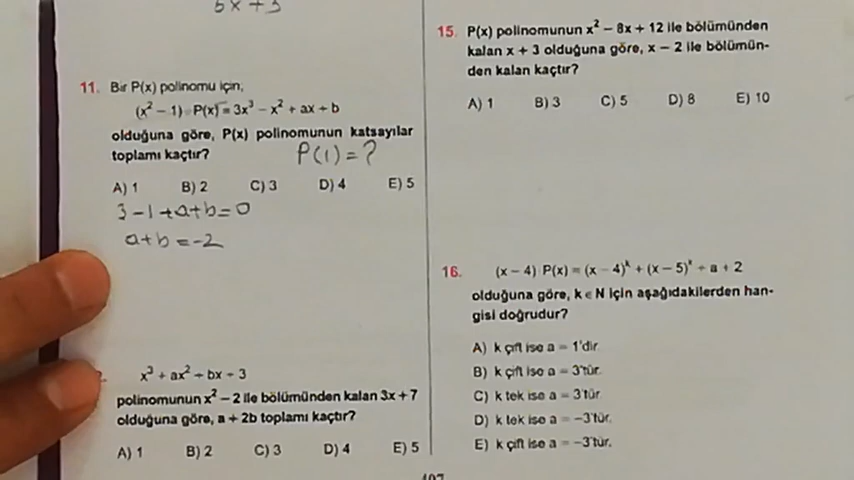 5x+3
11. Bir P(x) polinomu için,
(x² – 1) · P(x) = 3x³ – x² + ax + b
olduğuna göre, P(x) polinomunun katsayılar
toplamı kaçtır?
P(1) = ?
A) 1 B) 2 C) 3 D) 4 E) 5
3-1+a+b=0
a+b=-2
x³ + ax² + bx + 3
polinomunun x² – 2 ile bölümünden kalan 3x + 7
olduğuna göre, a + 2b toplamı kaçtır?
A) 1 B) 2 C) 3 D) 4 E) 5
15. P(x) polinomunun x² – 8x + 12 ile bölümünden
kalan x + 3 olduğuna göre, x – 2 ile bölümün-
den kalan kaçtır?
A) 1 B) 3 C) 5 D) 8 E) 10
16. (x – 4) P(x) = (x – 4)ᵏ + (x – 5)ᵏ + a + 2
olduğuna göre, k ∈ N için aşağıdakilerden han-
gisi doğrudur?
A) k çift ise a = 1'dir.
B) k çift ise a = 3'tür.
C) k tek ise a = 3'tür.
D) k tek ise a = –3'tür.
E) k çift ise a = –3'tür.